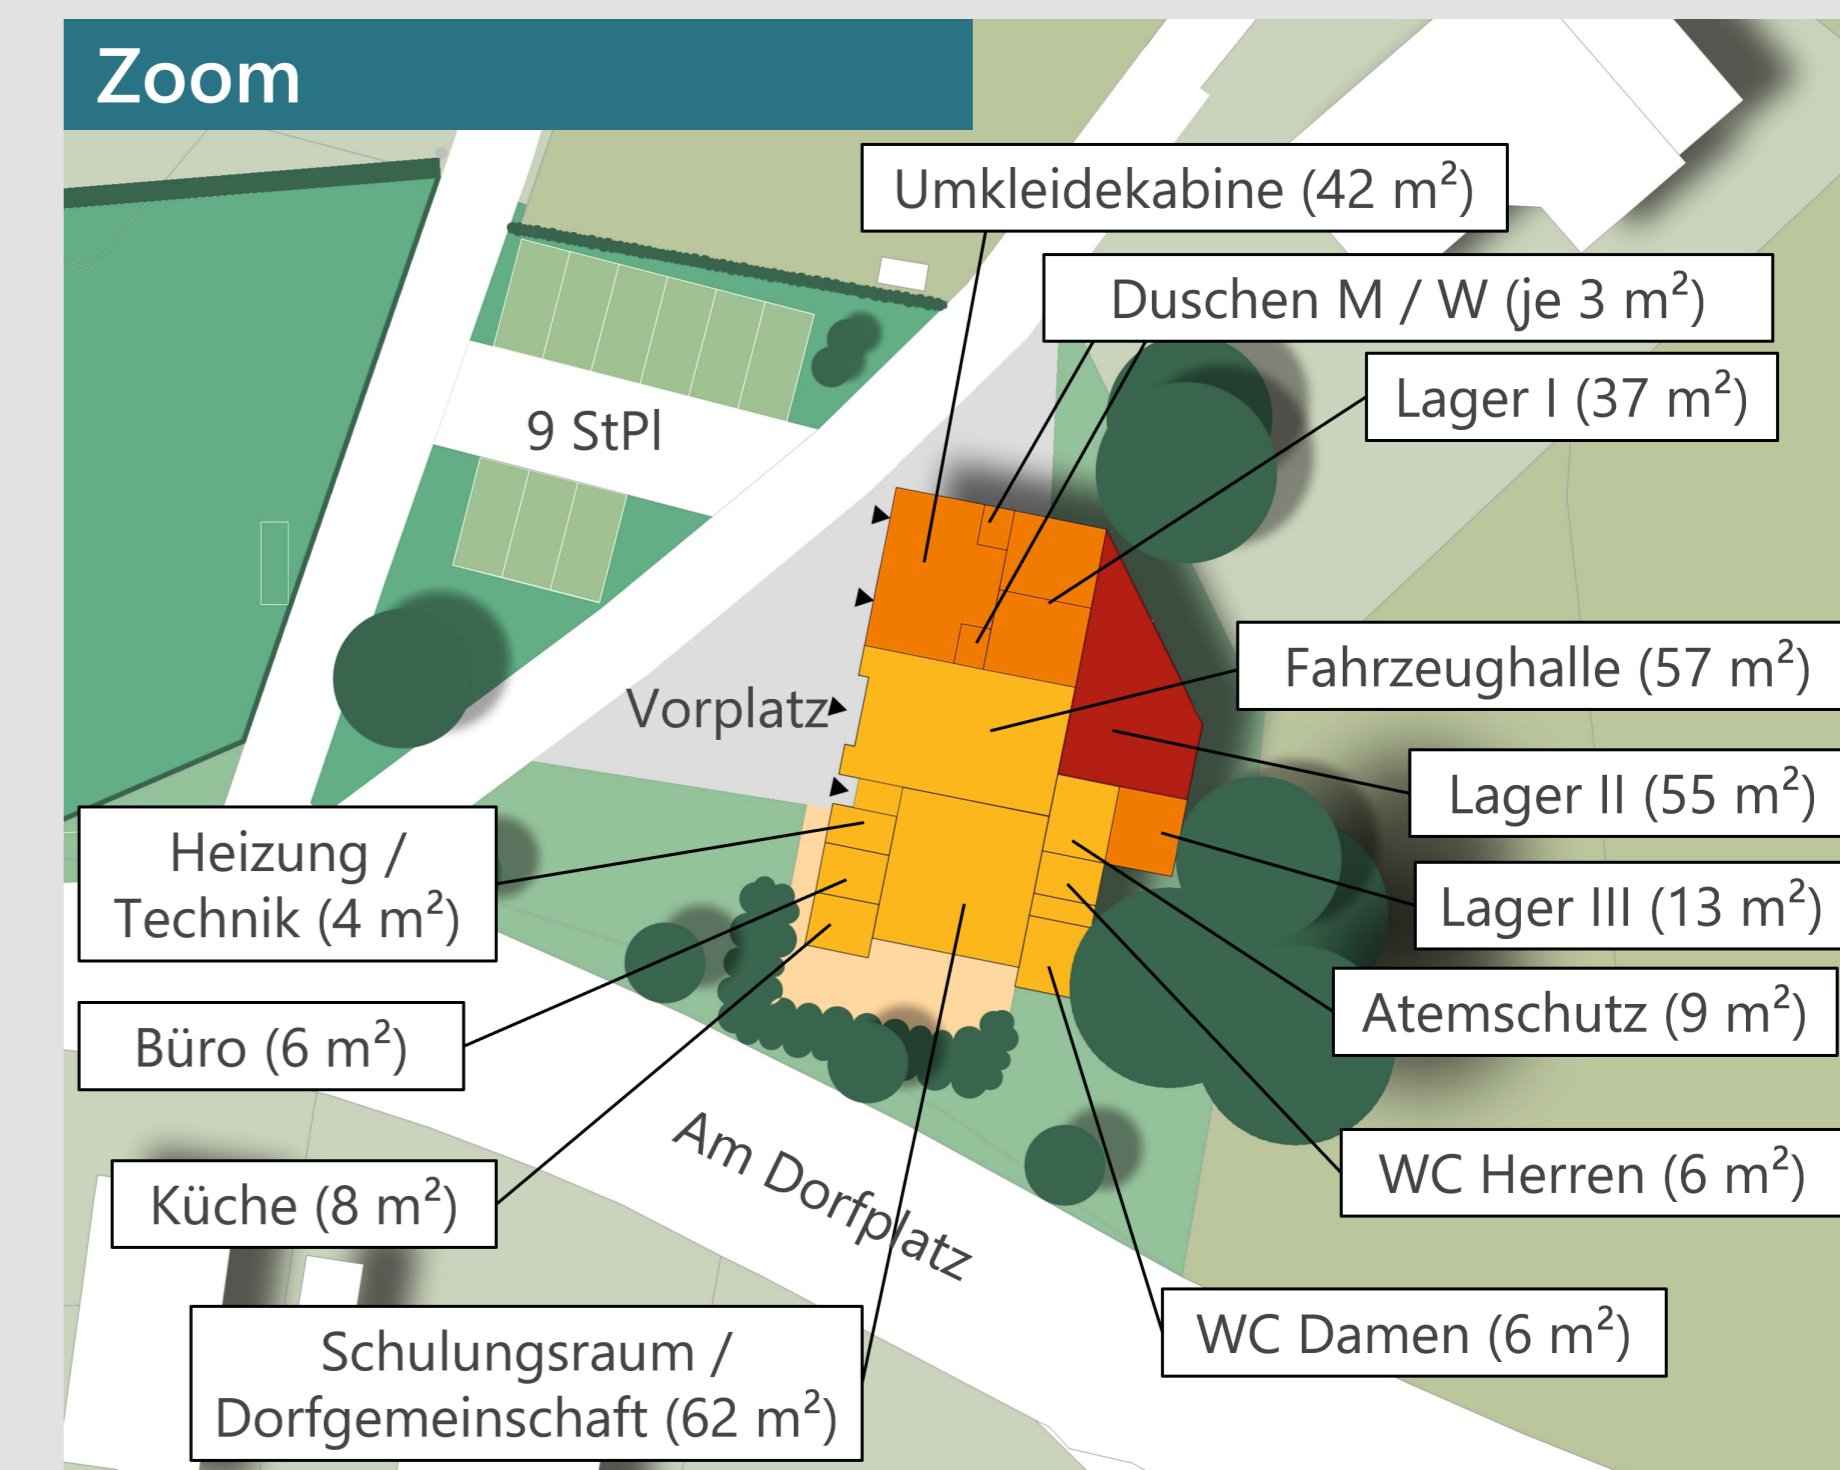 Zoom
Umkleidekabine (42 m²)
Duschen M / W (je 3 m²)
Lager I (37 m²)
9 StPl
Fahrzeughalle (57 m²)
Vorplatz
Lager II (55 m²)
Heizung /
Technik (4 m²)
Lager III (13 m²)
Atemschutz (9 m²)
Büro (6 m²)
WC Herren (6 m²)
Küche (8 m²)
Am Dorfplatz
WC Damen (6 m²)
Schulungsraum /
Dorfgemeinschaft (62 m²)